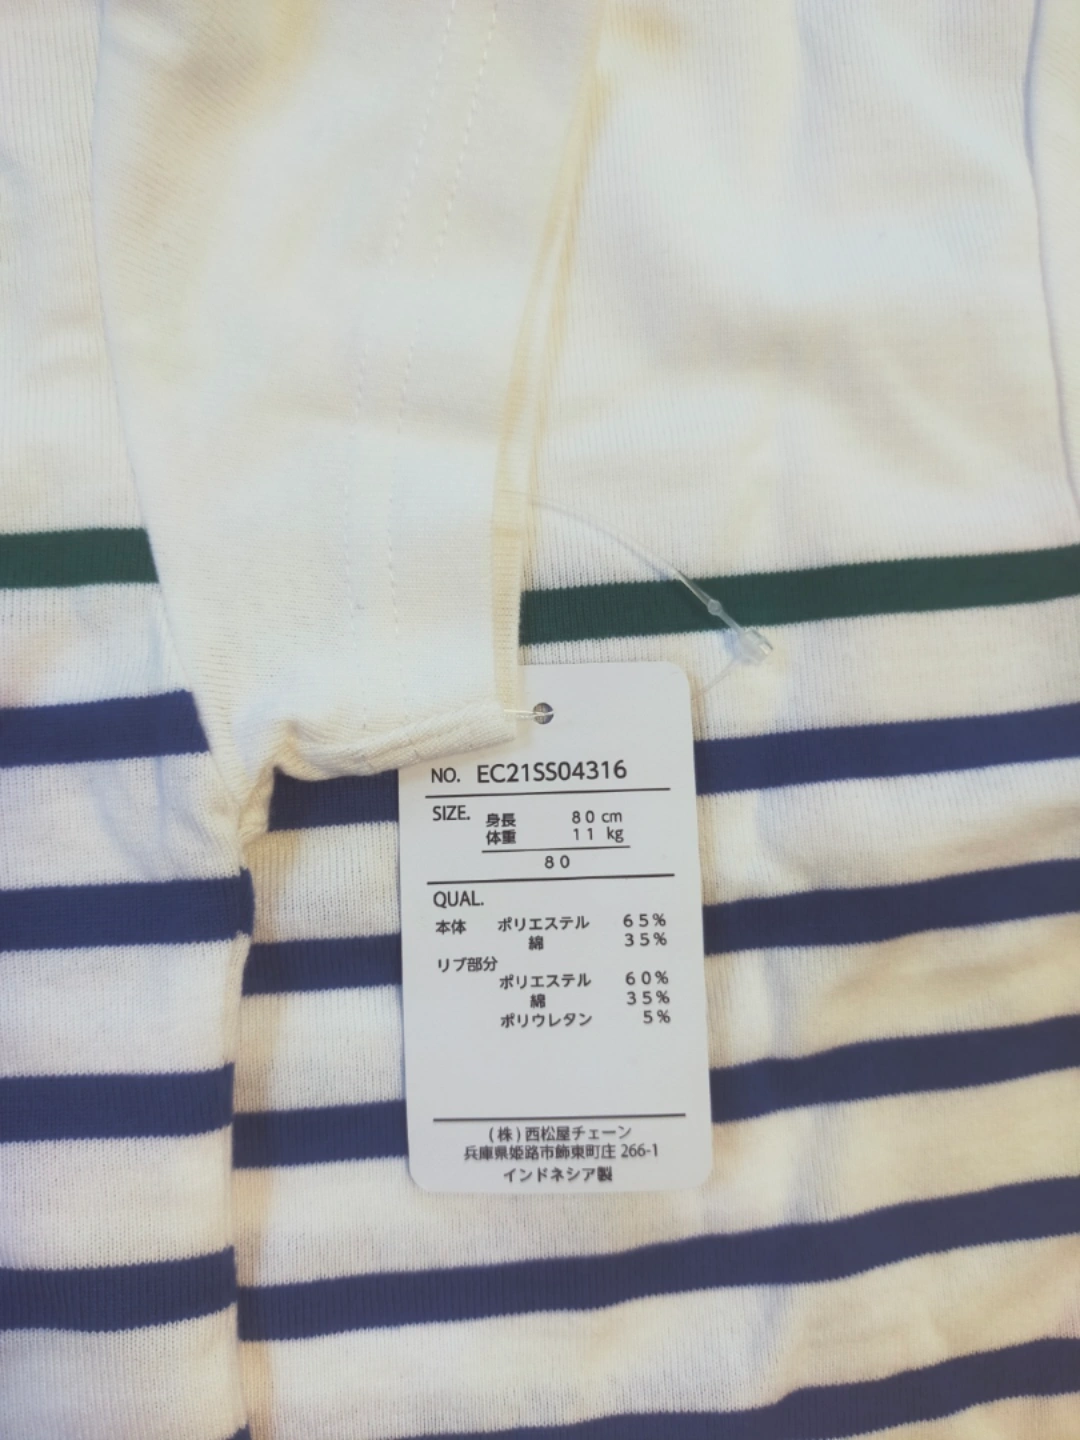 NO. EC21SS04316
SIZE. 身長 80 cm
体重 11 kg
80
QUAL.
本体 ポリエステル 65%
綿 35%
リブ部分
ポリエステル 60%
綿 35%
ポリウレタン 5%
(株)西松屋チェーン
兵庫県姫路市飾東町庄 266-1
インドネシア製